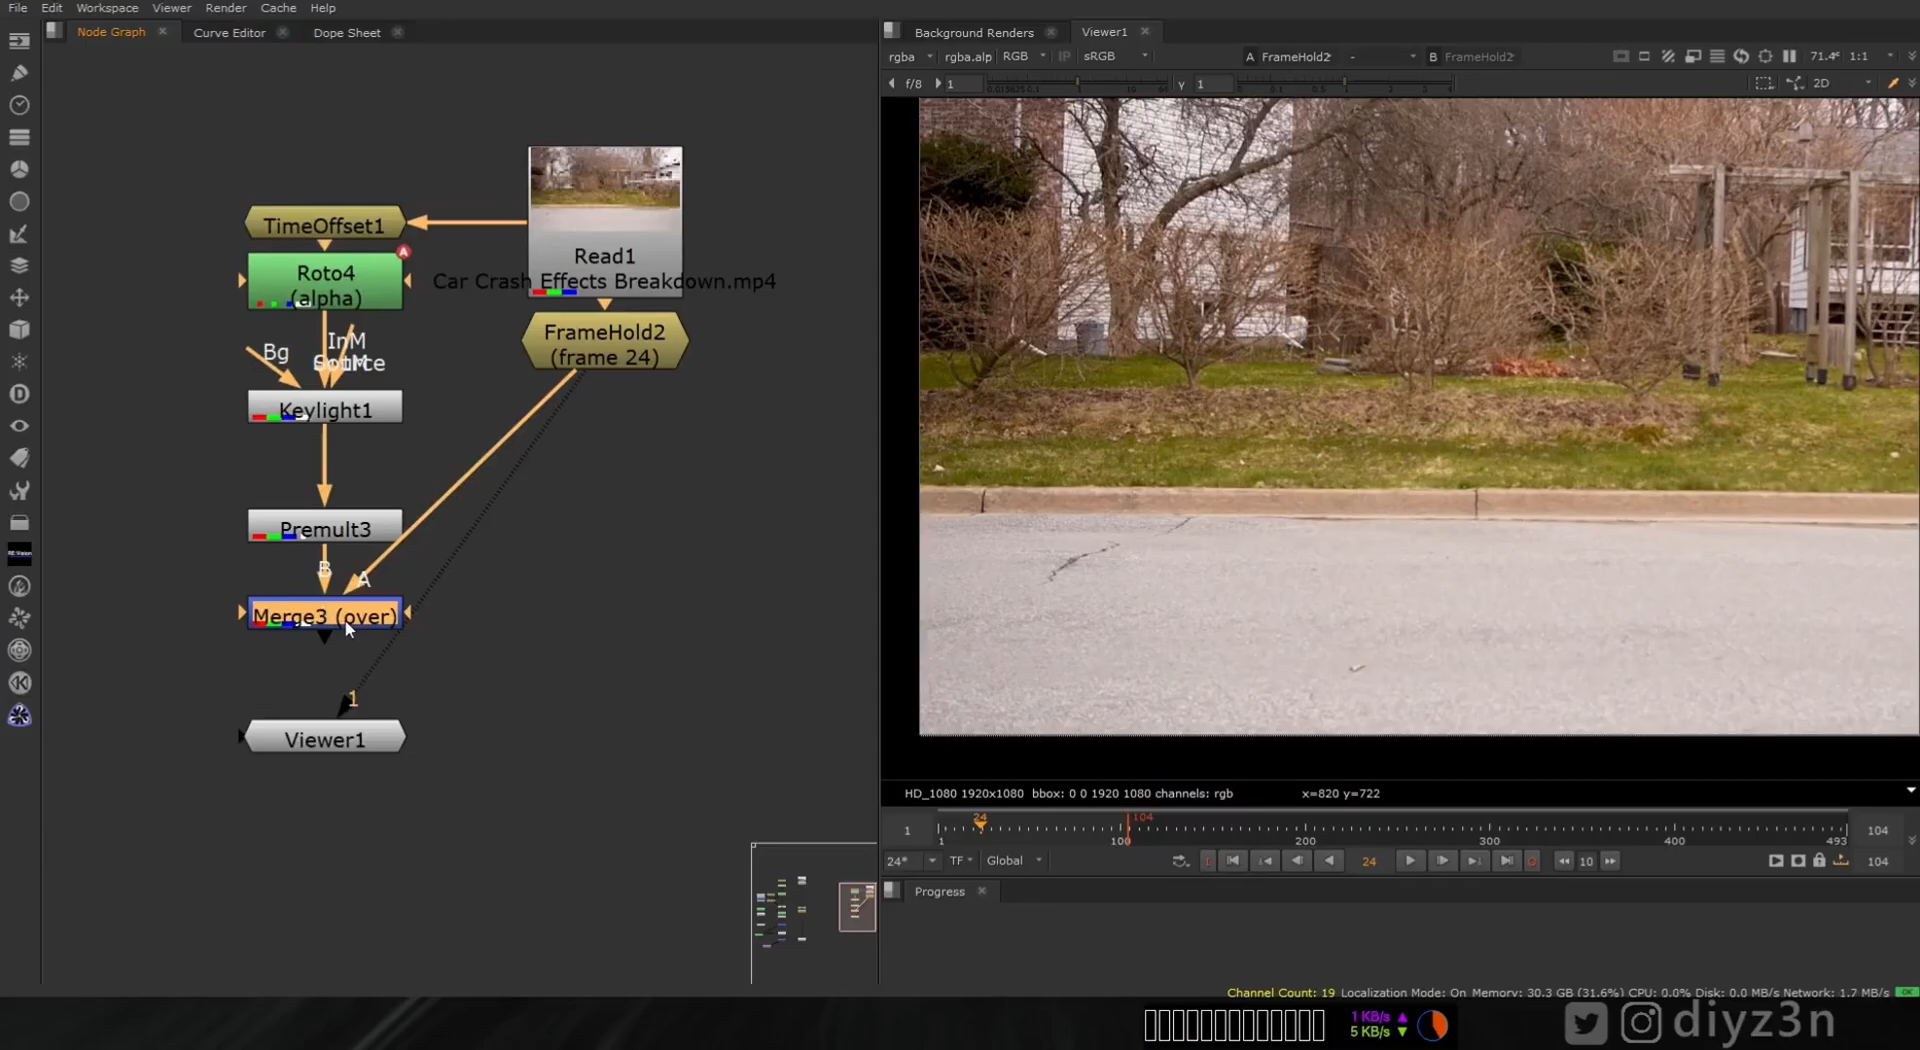 File Edit Workspace Viewer Render Cache Help
Node Graph Curve Editor Dope Sheet
Background Renders Viewer1
rgba rgba.alp RGB IP sRGB A FrameHold2 - B FrameHold2 71.4% 1:1
f/8 1 Y 1 2D
TimeOffset1
A
Roto4
(alpha)
Read1
Car Crash Effects Breakdown.mp4
FrameHold2
(frame 24)
InM
Bg
Keylight1
Premult3
B A
Merge3 (over)
1
Viewer1
HD_1080 1920x1080 bbox: 0 0 1920 1080 channels: rgb x=820 y=722
24 104
1 104
1 100 200 300 400 493
24* TF Global 24 10 104
Progress
Channel Count: 19 Localization Mode: On Memory: 30.3 GB (31.6%) CPU: 0.0% Disk: 0.0 MB/s Network: 1.7 MB/s
1 KB/s
5 KB/s
diyz3n